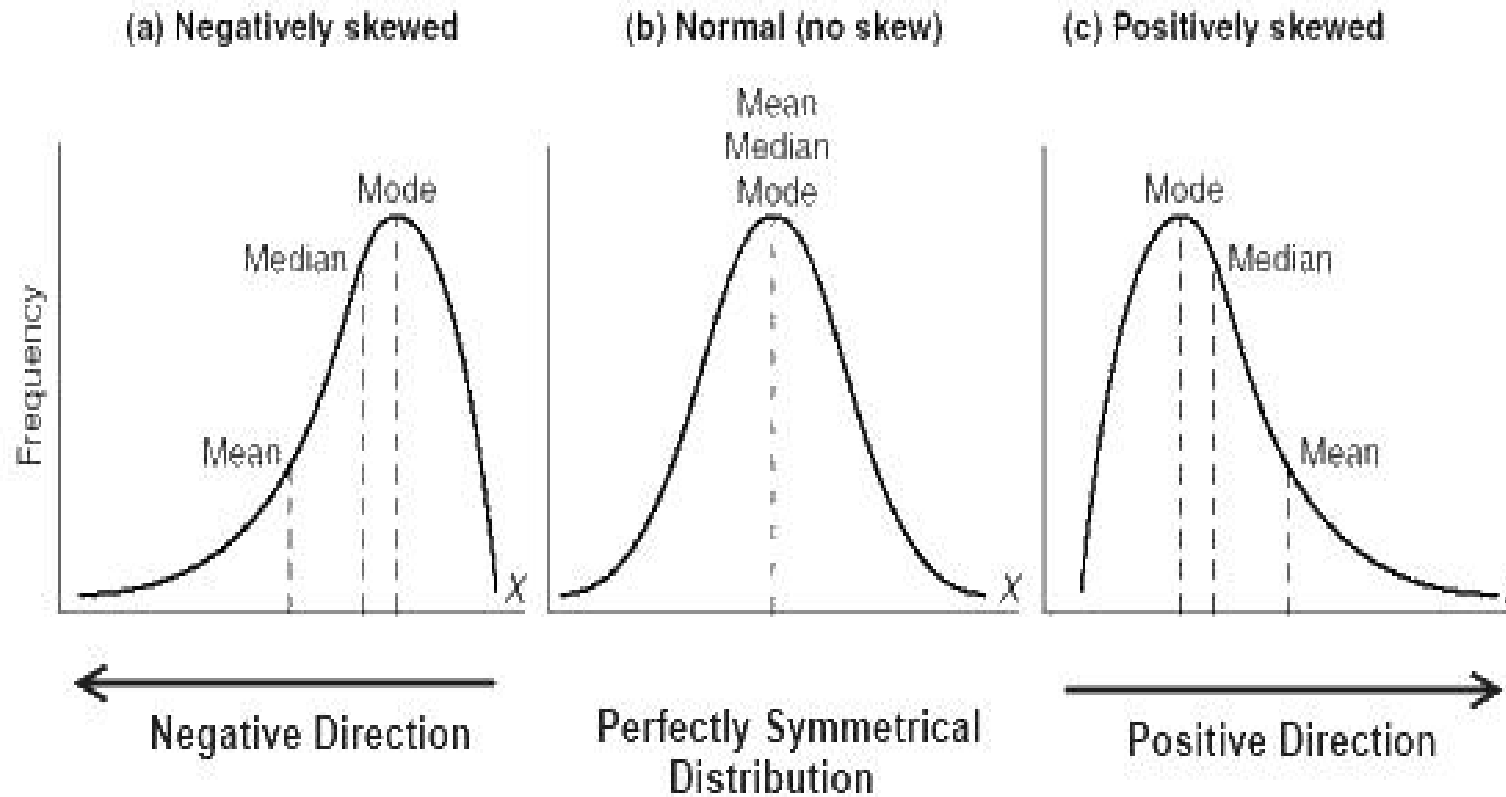 (a) Negatively skewed
(b) Normal (no skew)
(c) Positively skewed
Mean
Median
Mode
Mode
Median
Mean
Frequency
X
X
Mode
Median
Mean
Negative Direction
Perfectly Symmetrical
Distribution
Positive Direction